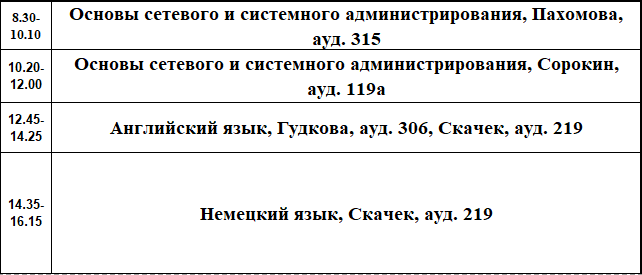 8.30-
10.10
Основы сетевого и системного администрирования, Пахомова,
ауд. 315
10.20-
12.00
Основы сетевого и системного администрирования, Сорокин,
ауд. 119а
12.45-
14.25
Английский язык, Гудкова, ауд. 306, Скачек, ауд. 219
14.35-
16.15
Немецкий язык, Скачек, ауд. 219